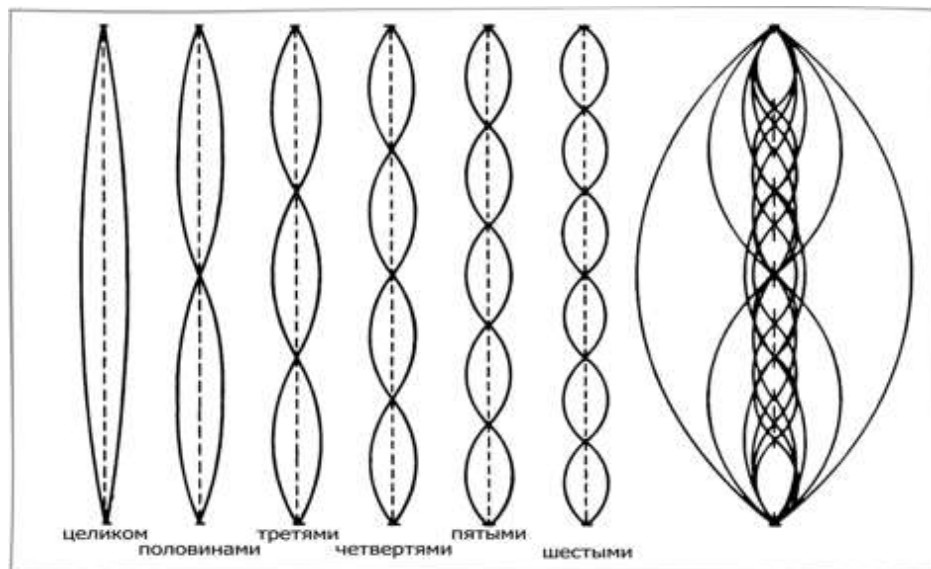 целиком
половинами
третями
четвертями
пятыми
шестыми